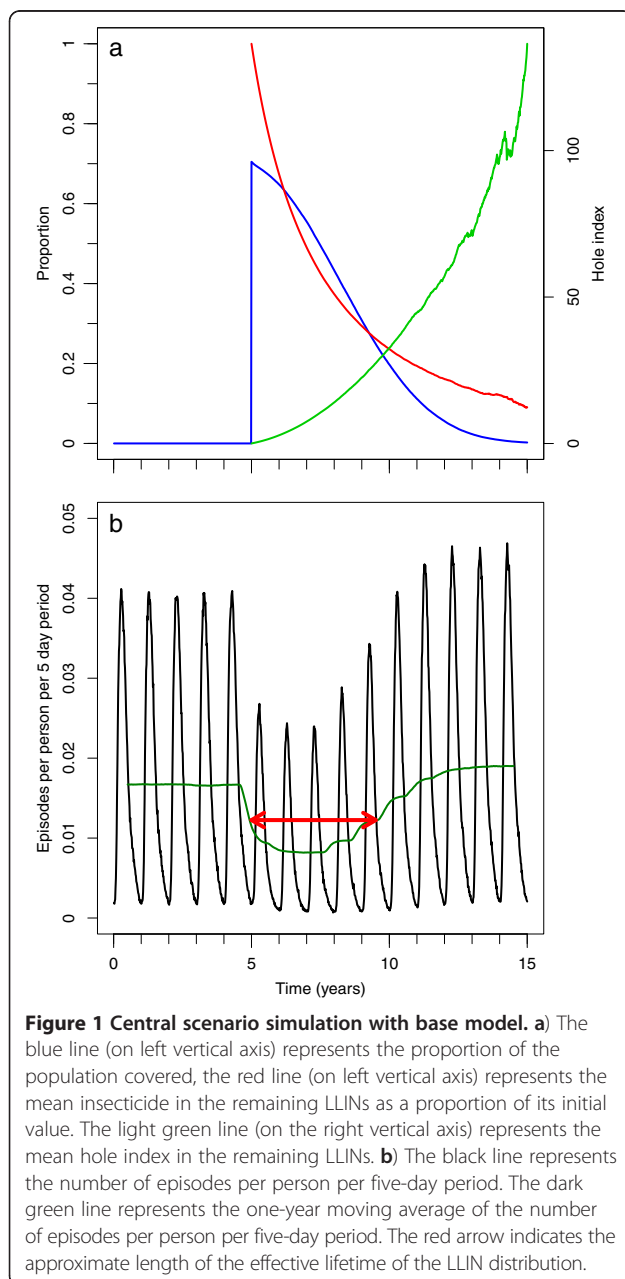 a
1
0.8
0.6
0.4
0.2
0
Proportion
100
50
0
Hole index
b
0.05
0.04
0.03
0.02
0.01
0
Episodes per person per 5 day period
0 5 10 15
Time (years)
Figure 1 Central scenario simulation with base model. a) The
blue line (on left vertical axis) represents the proportion of the
population covered, the red line (on left vertical axis) represents the
mean insecticide in the remaining LLINs as a proportion of its initial
value. The light green line (on the right vertical axis) represents the
mean hole index in the remaining LLINs. b) The black line represents
the number of episodes per person per five-day period. The dark
green line represents the one-year moving average of the number
of episodes per person per five-day period. The red arrow indicates the
approximate length of the effective lifetime of the LLIN distribution.